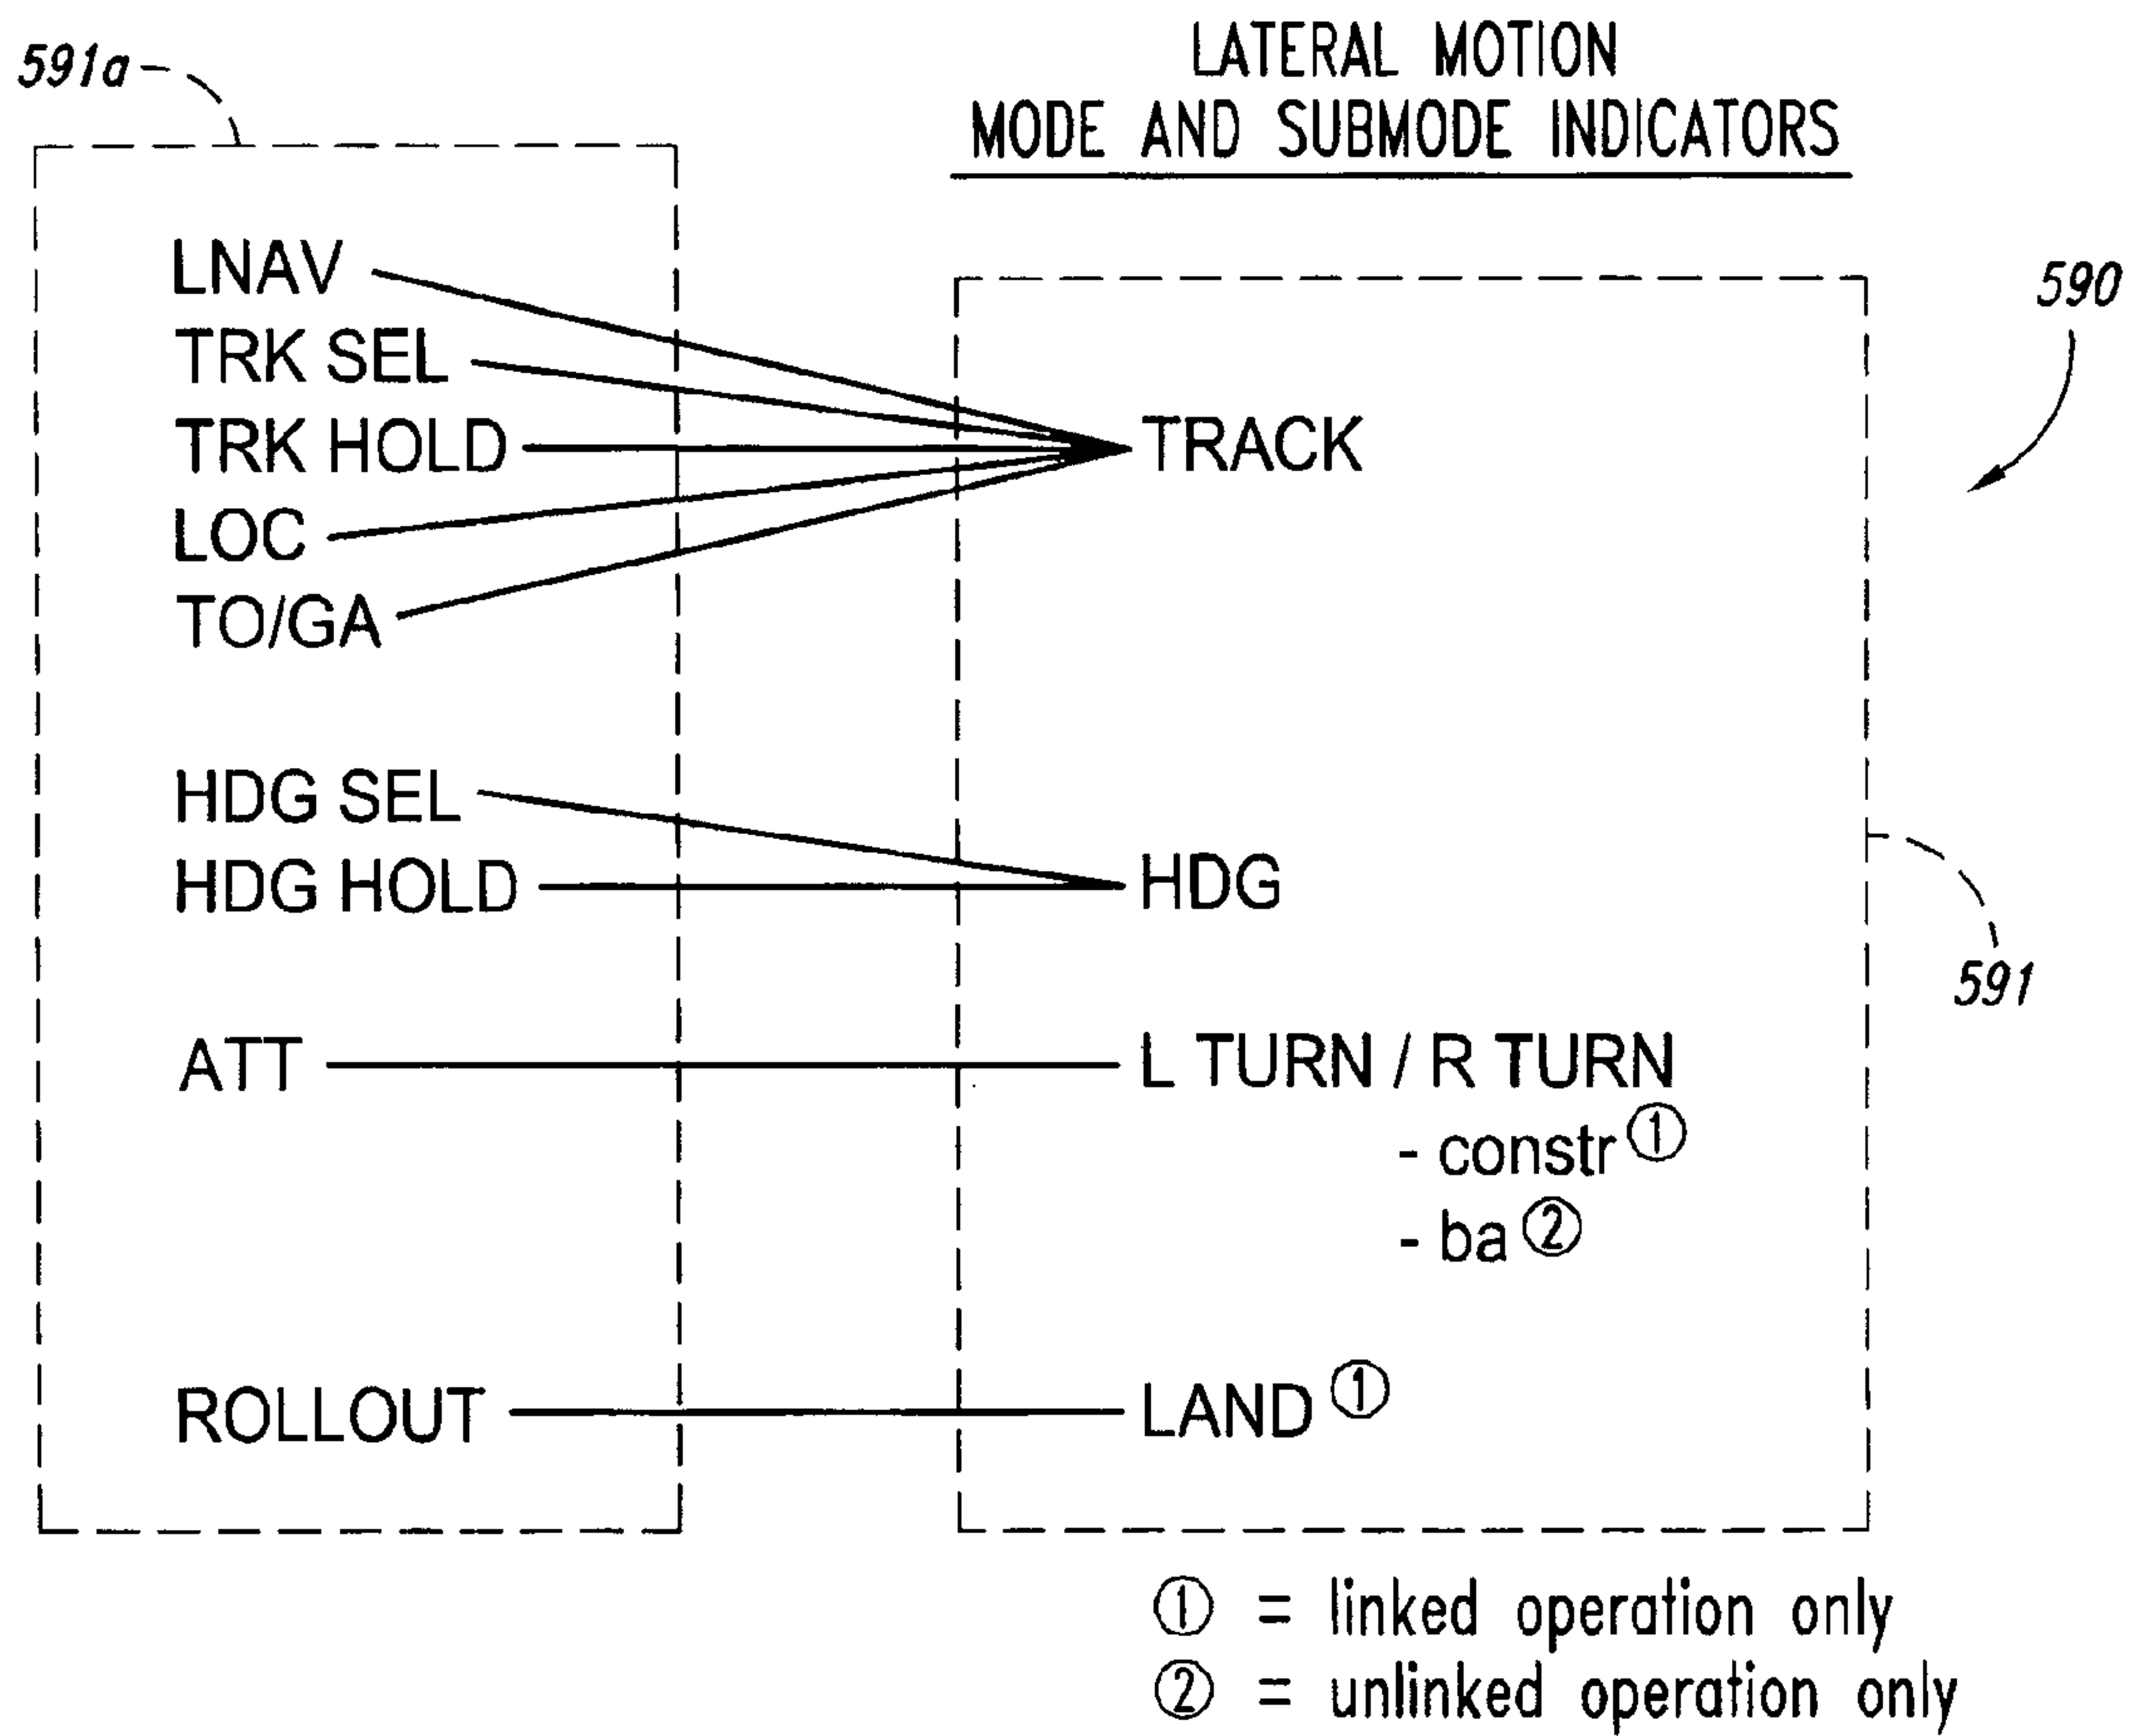 591a
LATERAL MOTION
MODE AND SUBMODE INDICATORS
LNAV
TRK SEL
TRK HOLD
LOC
TO/GA
HDG SEL
HDG HOLD
ATT
ROLLOUT
TRACK
HDG
L TURN / R TURN
- constr ①
- ba ②
LAND ①
590
591
① = linked operation only
② = unlinked operation only